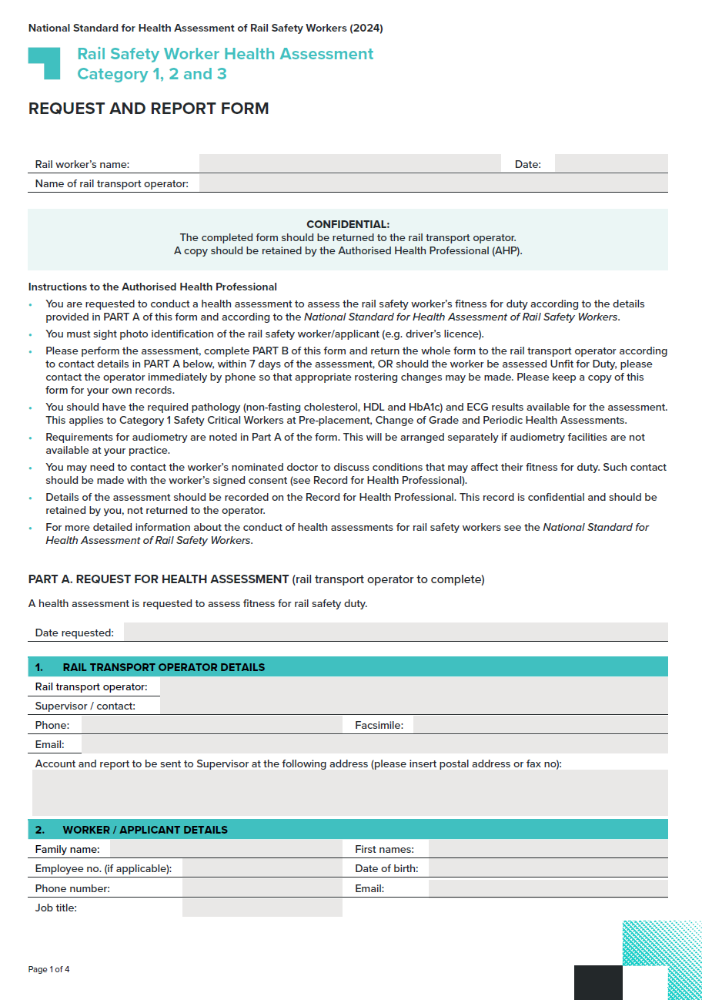 National Standard for Health Assessment of Rail Safety Workers (2024)
Rail Safety Worker Health Assessment
Category 1, 2 and 3
REQUEST AND REPORT FORM
Rail worker’s name: Date:
Name of rail transport operator:
CONFIDENTIAL:
The completed form should be returned to the rail transport operator.
A copy should be retained by the Authorised Health Professional (AHP).
Instructions to the Authorised Health Professional
• You are requested to conduct a health assessment to assess the rail safety worker’s fitness for duty according to the details
provided in PART A of this form and according to the National Standard for Health Assessment of Rail Safety Workers.
• You must sight photo identification of the rail safety worker/applicant (e.g. driver’s licence).
• Please perform the assessment, complete PART B of this form and return the whole form to the rail transport operator according
to contact details in PART A below, within 7 days of the assessment, OR should the worker be assessed Unfit for Duty, please
contact the operator immediately by phone so that appropriate rostering changes may be made. Please keep a copy of this
form for your own records.
• You should have the required pathology (non-fasting cholesterol, HDL and HbA1c) and ECG results available for the assessment.
This applies to Category 1 Safety Critical Workers at Pre-placement, Change of Grade and Periodic Health Assessments.
• Requirements for audiometry are noted in Part A of the form. This will be arranged separately if audiometry facilities are not
available at your practice.
• You may need to contact the worker’s nominated doctor to discuss conditions that may affect their fitness for duty. Such contact
should be made with the worker’s signed consent (see Record for Health Professional).
• Details of the assessment should be recorded on the Record for Health Professional. This record is confidential and should be
retained by you, not returned to the operator.
• For more detailed information about the conduct of health assessments for rail safety workers see the National Standard for
Health Assessment of Rail Safety Workers.
PART A. REQUEST FOR HEALTH ASSESSMENT (rail transport operator to complete)
A health assessment is requested to assess fitness for rail safety duty.
Date requested:
1. RAIL TRANSPORT OPERATOR DETAILS
Rail transport operator:
Supervisor / contact:
Phone: Facsimile:
Email:
Account and report to be sent to Supervisor at the following address (please insert postal address or fax no):
2. WORKER / APPLICANT DETAILS
Family name: First names:
Employee no. (if applicable): Date of birth:
Phone number: Email:
Job title:
Page 1 of 4